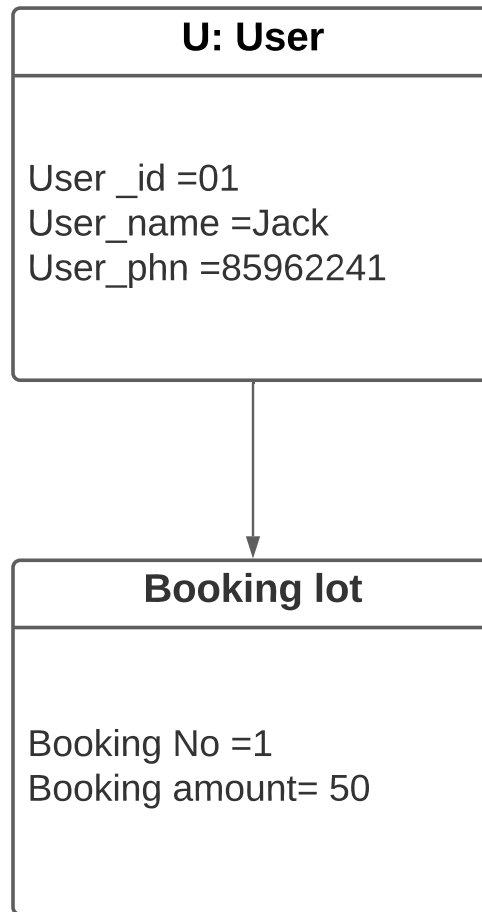 U: User
User _id =01
User_name =Jack
User_phn =85962241
Booking lot
Booking No =1
Booking amount= 50